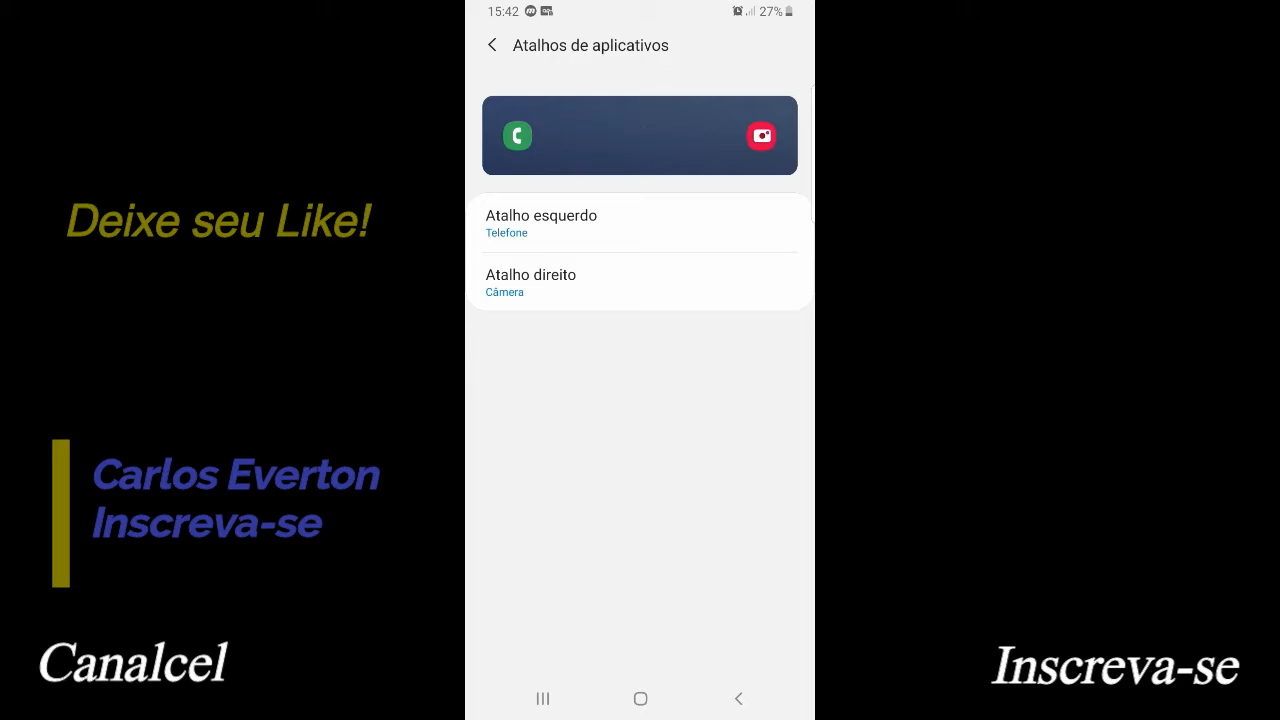 15:42
27%
Atalhos de aplicativos
Atalho esquerdo
Telefone
Atalho direito
Câmera
Deixe seu Like!
Carlos Everton
Inscreva-se
Canalcel
Inscreva-se